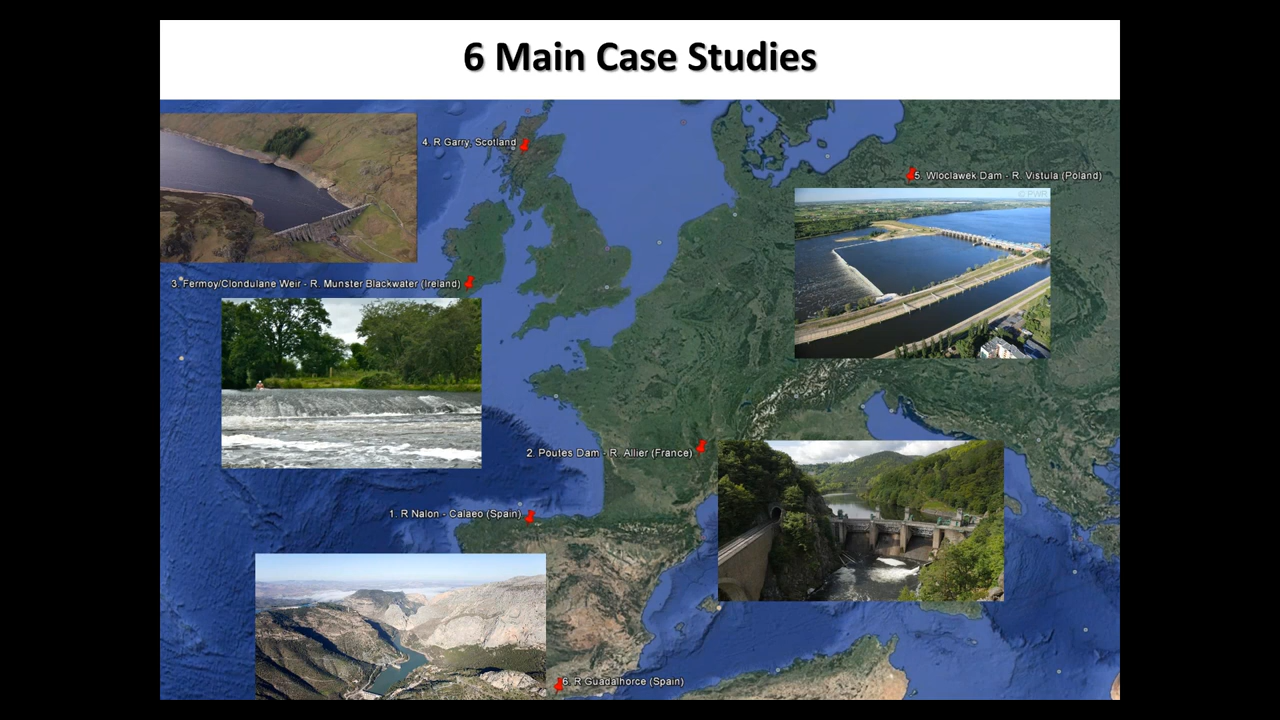 6 Main Case Studies
4. R Garry, Scotland
5. Wloclawek Dam - R. Vistula (Poland)
© PWR
3. Fermoy/Clondulane Weir - R. Munster Blackwater (Ireland)
2. Poutes Dam - R. Allier (France)
1. R Nalon - Calaeo (Spain)
6. R Guadalhorce (Spain)